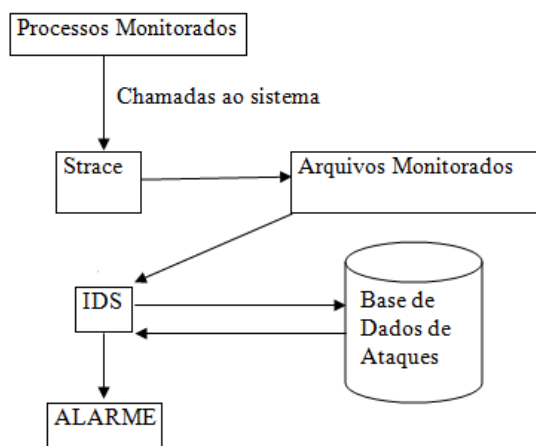 Processos Monitorados
Chamadas ao sistema
Strace
Arquivos Monitorados
IDS
Base de
Dados de
Ataques
ALARME